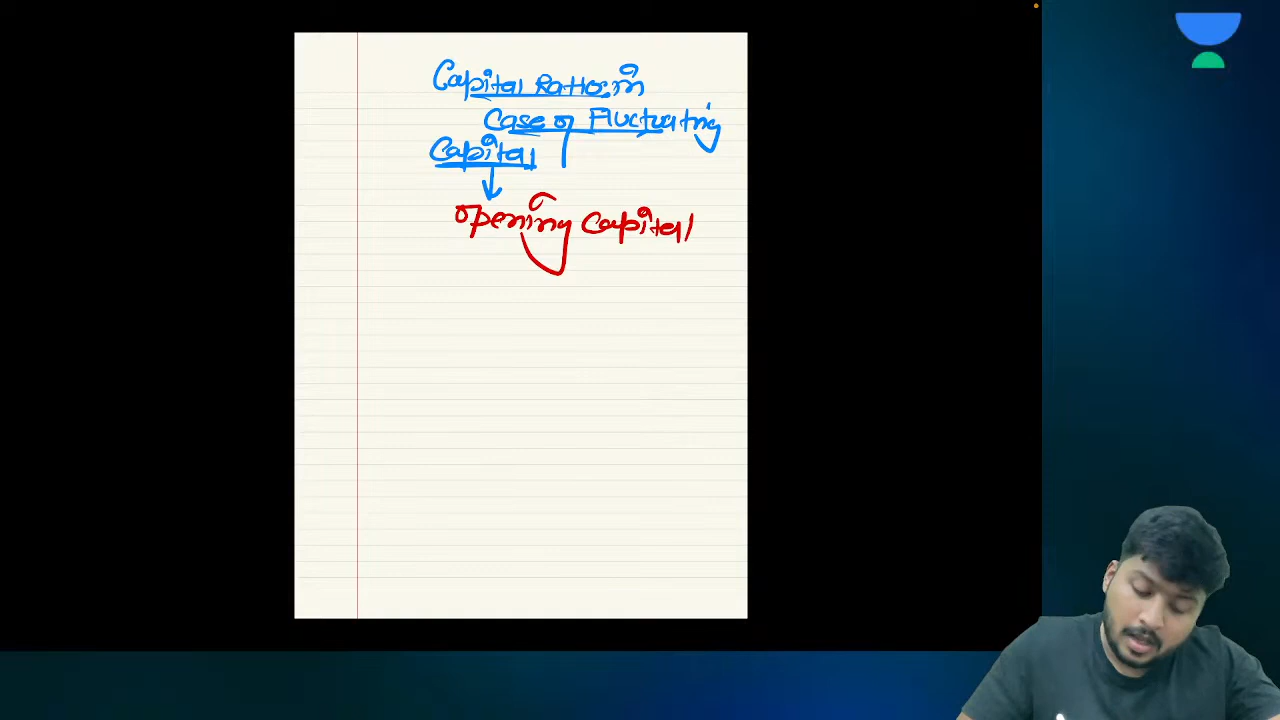 Capital Ratio in
Case of Fluctuating
Capital
Opening Capital